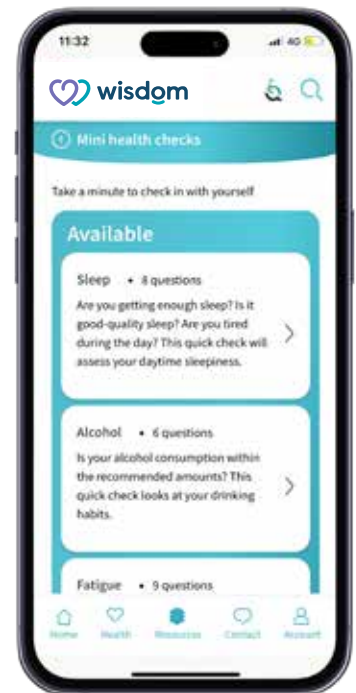 11:32
4G
wisdom
Mini health checks
Take a minute to check in with yourself
Available
Sleep • 8 questions
Are you getting enough sleep? Is it
good-quality sleep? Are you tired
during the day? This quick check will
assess your daytime sleepiness.
Alcohol • 6 questions
Is your alcohol consumption within
the recommended amounts? This
quick check looks at your drinking
habits.
Fatigue • 9 questions
Home Health Resources Contact Account